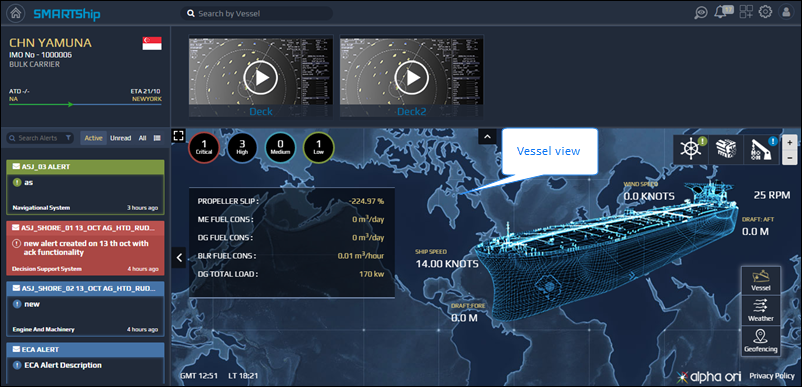 SMARTShip
Search by Vessel
17
CHN YAMUNA
IMO No - 1000006
BULK CARRIER
ATD -/-
ETA 21/10
NA
NEWYORK
Deck
Deck2
Search Alerts
Active
Unread
All
ASJ_03 ALERT
as
Navigational System
3 hours ago
ASJ_SHORE_01 13_OCT AG_HTD_RUD...
new alert created on 13 th oct with
ack functionality
Decision Support System
4 hours ago
ASJ_SHORE_02 13_OCT AG_HTD_RUD...
new
Engine And Machinery
4 hours ago
ECA ALERT
ECA Alert Description
1
Critical
3
High
0
Medium
1
Low
Vessel view
PROPELLER SLIP :
-224.97 %
ME FUEL CONS :
0 m³/day
DG FUEL CONS :
0 m³/day
BLR FUEL CONS :
0.01 m³/hour
DG TOTAL LOAD :
170 kw
WIND SPEED
0.0 KNOTS
25 RPM
DRAFT: AFT
0.0 M
SHIP SPEED
14.00 KNOTS
DRAFT FORE
0.0 M
+
−
Vessel
Weather
Geofencing
GMT 12:51
LT 18:21
alpha ori
Privacy Policy